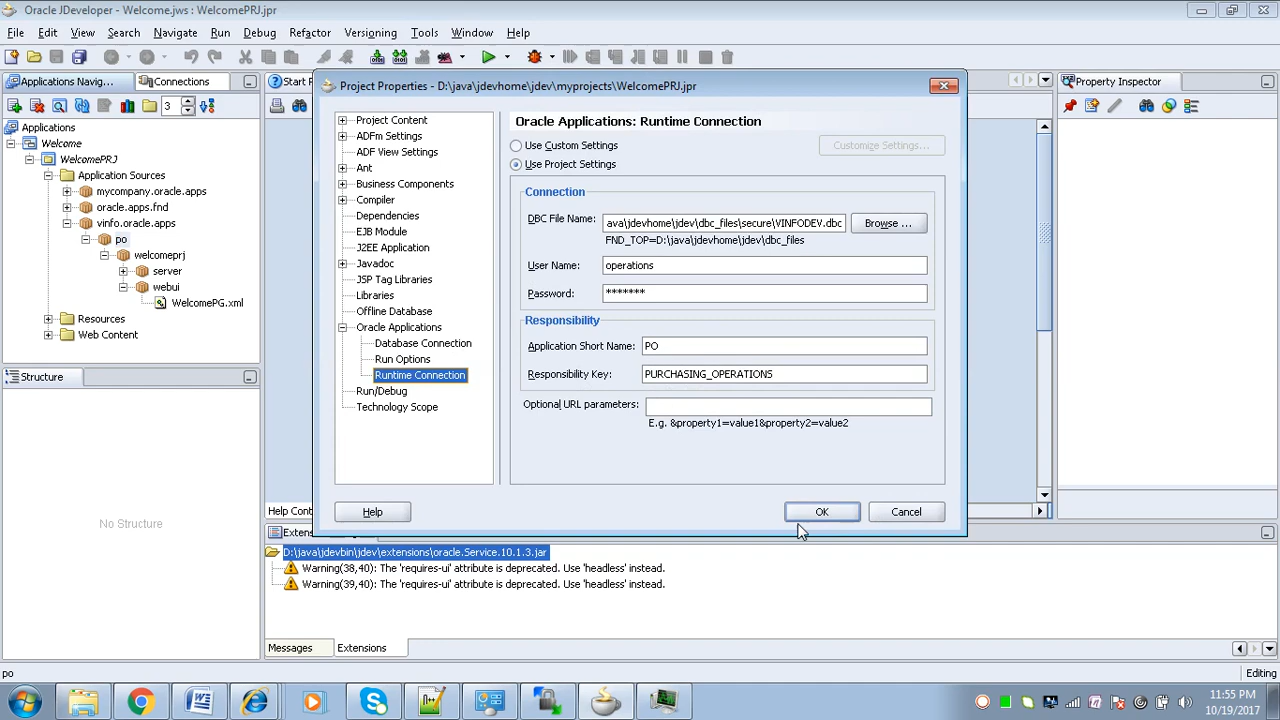 Oracle JDeveloper - Welcome.jws : WelcomePRJ.jpr
File Edit View Search Navigate Run Debug Refactor Versioning Tools Window Help
Applications Navig... Connections
3
Applications
Welcome
WelcomePRJ
Application Sources
mycompany.oracle.apps
oracle.apps.fnd
vinfo.oracle.apps
po
welcomeprj
server
webui
WelcomePG.xml
Resources
Web Content
Structure
No Structure
po
Start
Help Cont
Project Properties - D:\java\jdevhome\jdev\myprojects\WelcomePRJ.jpr
Project Content
ADFm Settings
ADF View Settings
Ant
Business Components
Compiler
Dependencies
EJB Module
J2EE Application
Javadoc
JSP Tag Libraries
Libraries
Offline Database
Oracle Applications
Database Connection
Run Options
Runtime Connection
Run/Debug
Technology Scope
Oracle Applications: Runtime Connection
Use Custom Settings
Customize Settings...
Use Project Settings
Connection
DBC File Name: ava\jdevhome\jdev\dbc_files\secure\VINFODEV.dbc Browse ...
FND_TOP=D:\java\jdevhome\jdev\dbc_files
User Name: operations
Password: *******
Responsibility
Application Short Name: PO
Responsibility Key: PURCHASING_OPERATIONS
Optional URL parameters:
E.g. &property1=value1&property2=value2
Help OK Cancel
Property Inspector
Exten
D:\java\jdevbin\jdev\extensions\oracle.Service.10.1.3.jar
Warning(38,40): The 'requires-ui' attribute is deprecated. Use 'headless' instead.
Warning(39,40): The 'requires-ui' attribute is deprecated. Use 'headless' instead.
Messages Extensions
Editing
11:55 PM
10/19/2017